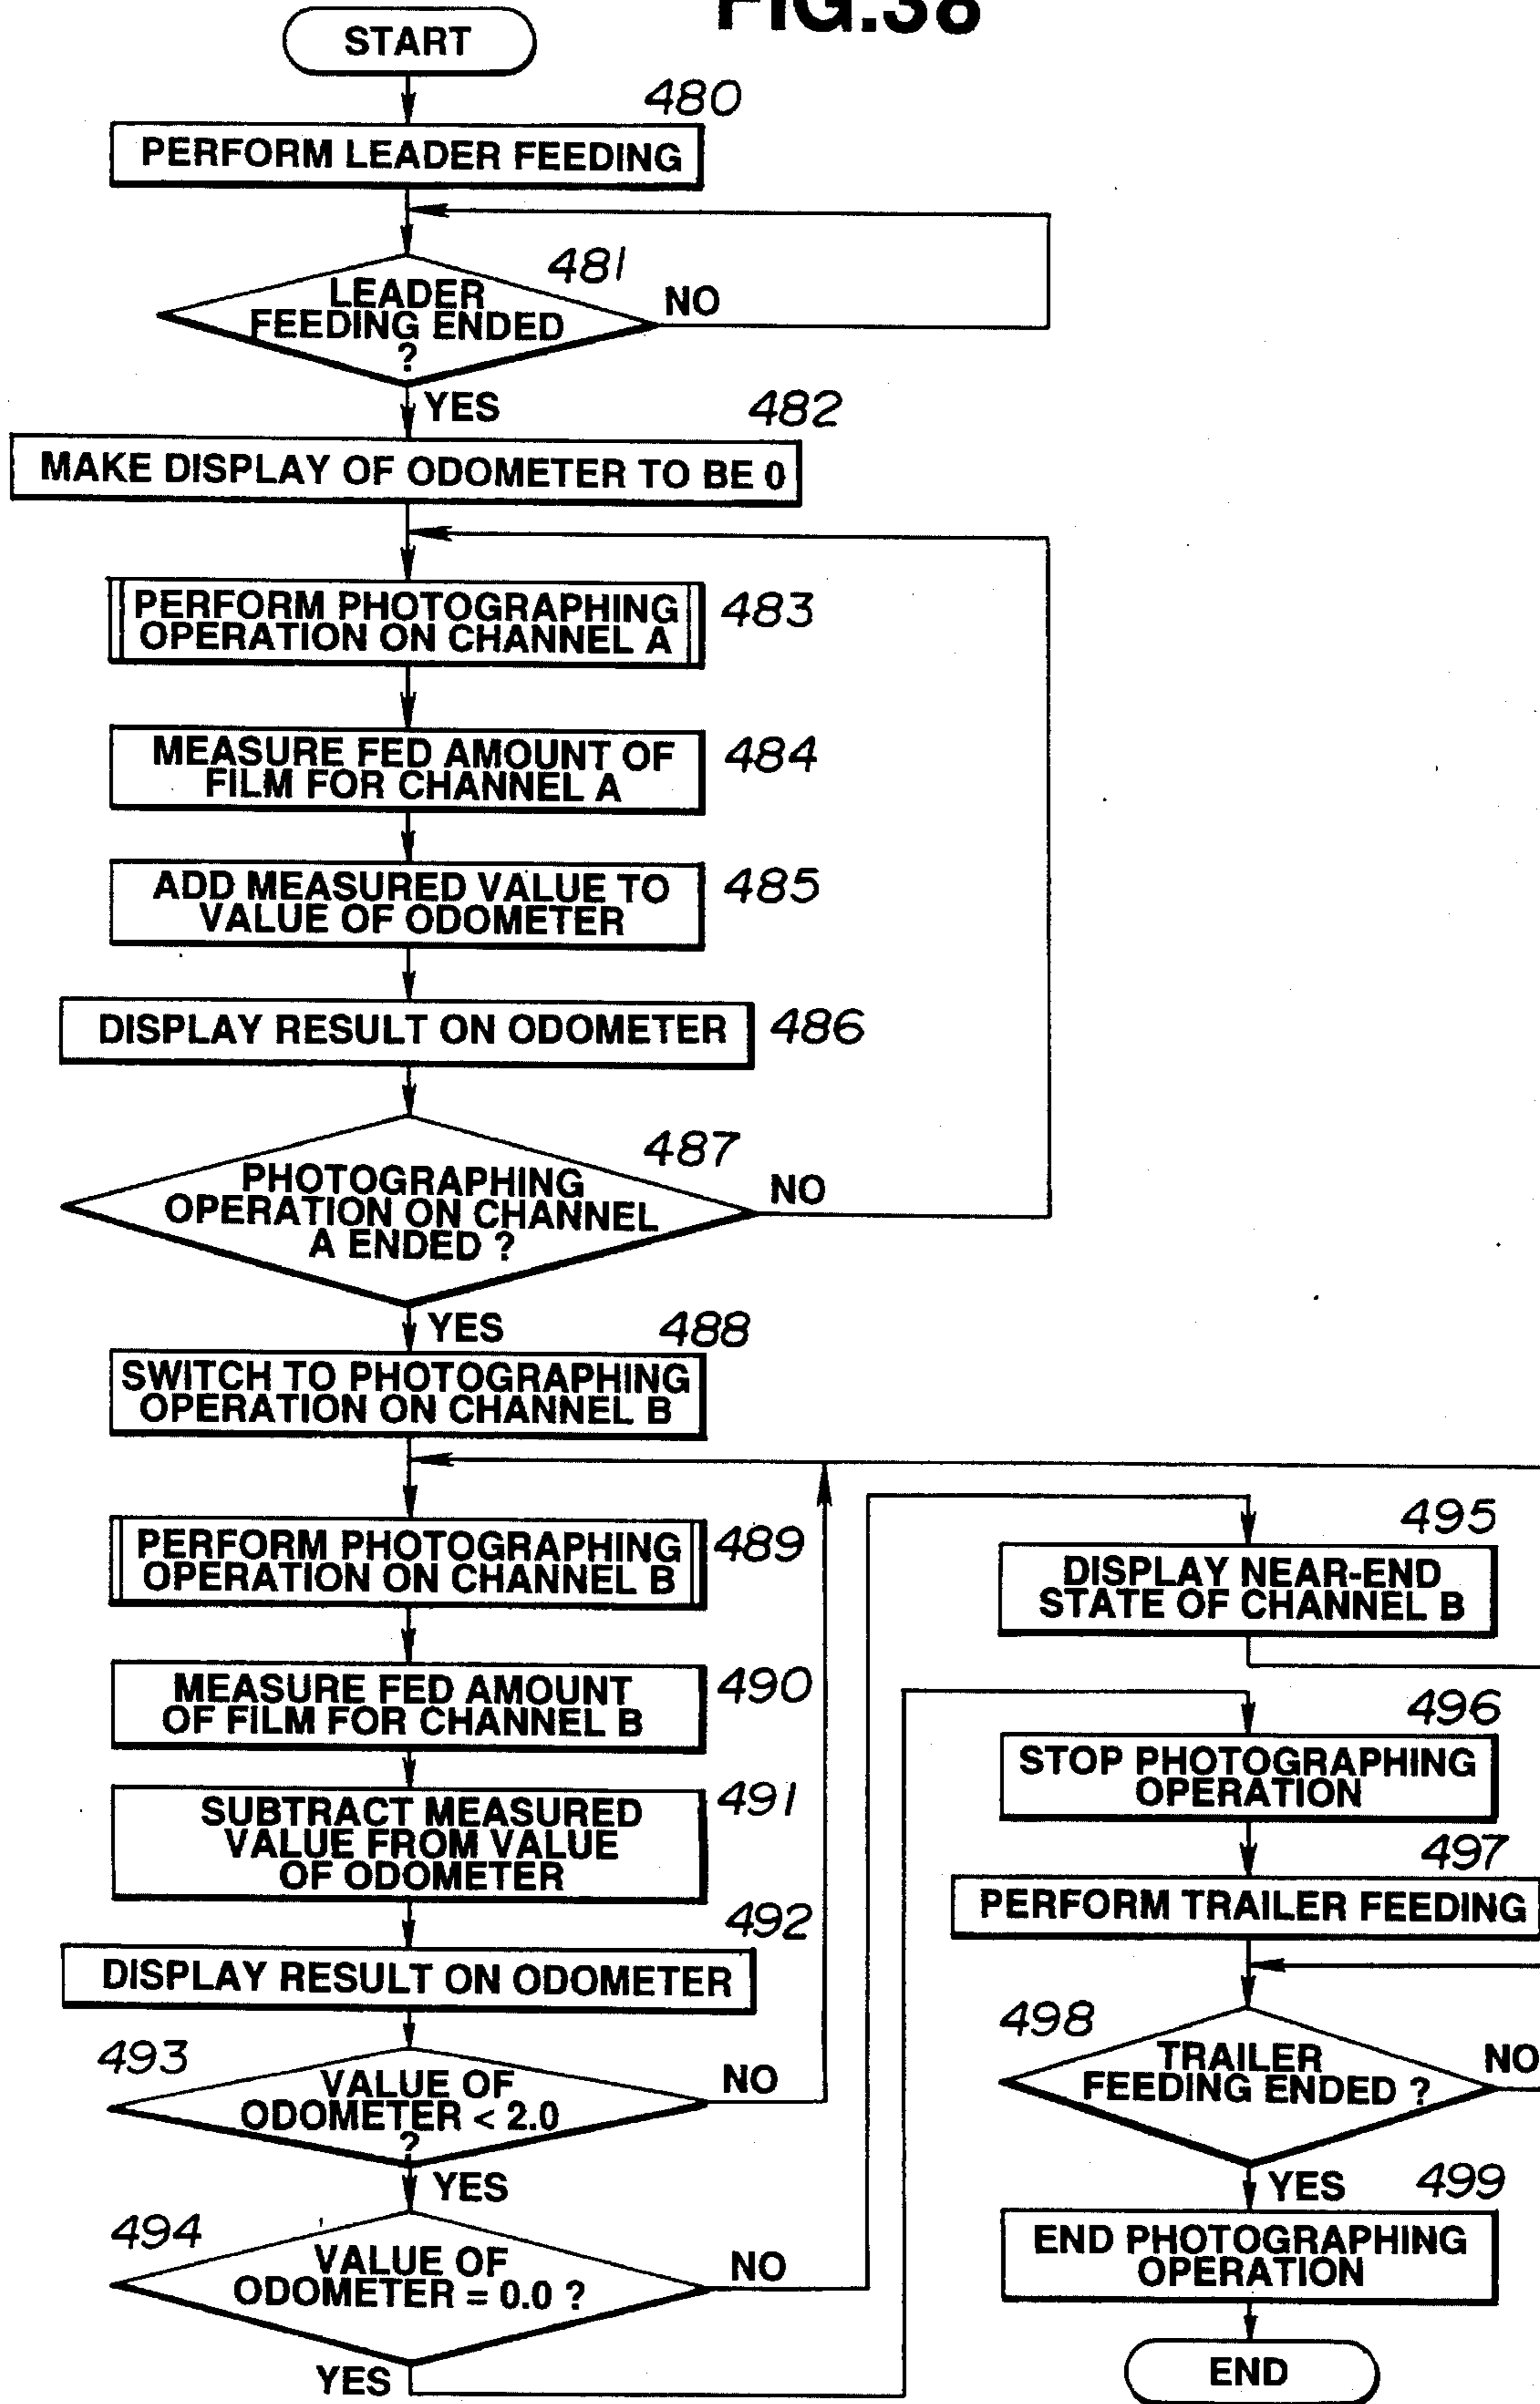 FIG.38
START
480
PERFORM LEADER FEEDING
481
LEADER
FEEDING ENDED
?
NO
YES
482
MAKE DISPLAY OF ODOMETER TO BE 0
PERFORM PHOTOGRAPHING
OPERATION ON CHANNEL A
483
MEASURE FED AMOUNT OF
FILM FOR CHANNEL A
484
ADD MEASURED VALUE TO
VALUE OF ODOMETER
485
DISPLAY RESULT ON ODOMETER
486
487
PHOTOGRAPHING
OPERATION ON CHANNEL
A ENDED ?
NO
YES
488
SWITCH TO PHOTOGRAPHING
OPERATION ON CHANNEL B
PERFORM PHOTOGRAPHING
OPERATION ON CHANNEL B
489
MEASURE FED AMOUNT
OF FILM FOR CHANNEL B
490
SUBTRACT MEASURED
VALUE FROM VALUE
OF ODOMETER
491
492
DISPLAY RESULT ON ODOMETER
493
VALUE OF
ODOMETER < 2.0
?
NO
YES
494
VALUE OF
ODOMETER = 0.0 ?
NO
YES
495
DISPLAY NEAR-END
STATE OF CHANNEL B
496
STOP PHOTOGRAPHING
OPERATION
497
PERFORM TRAILER FEEDING
498
TRAILER
FEEDING ENDED ?
NO
YES
499
END PHOTOGRAPHING
OPERATION
END